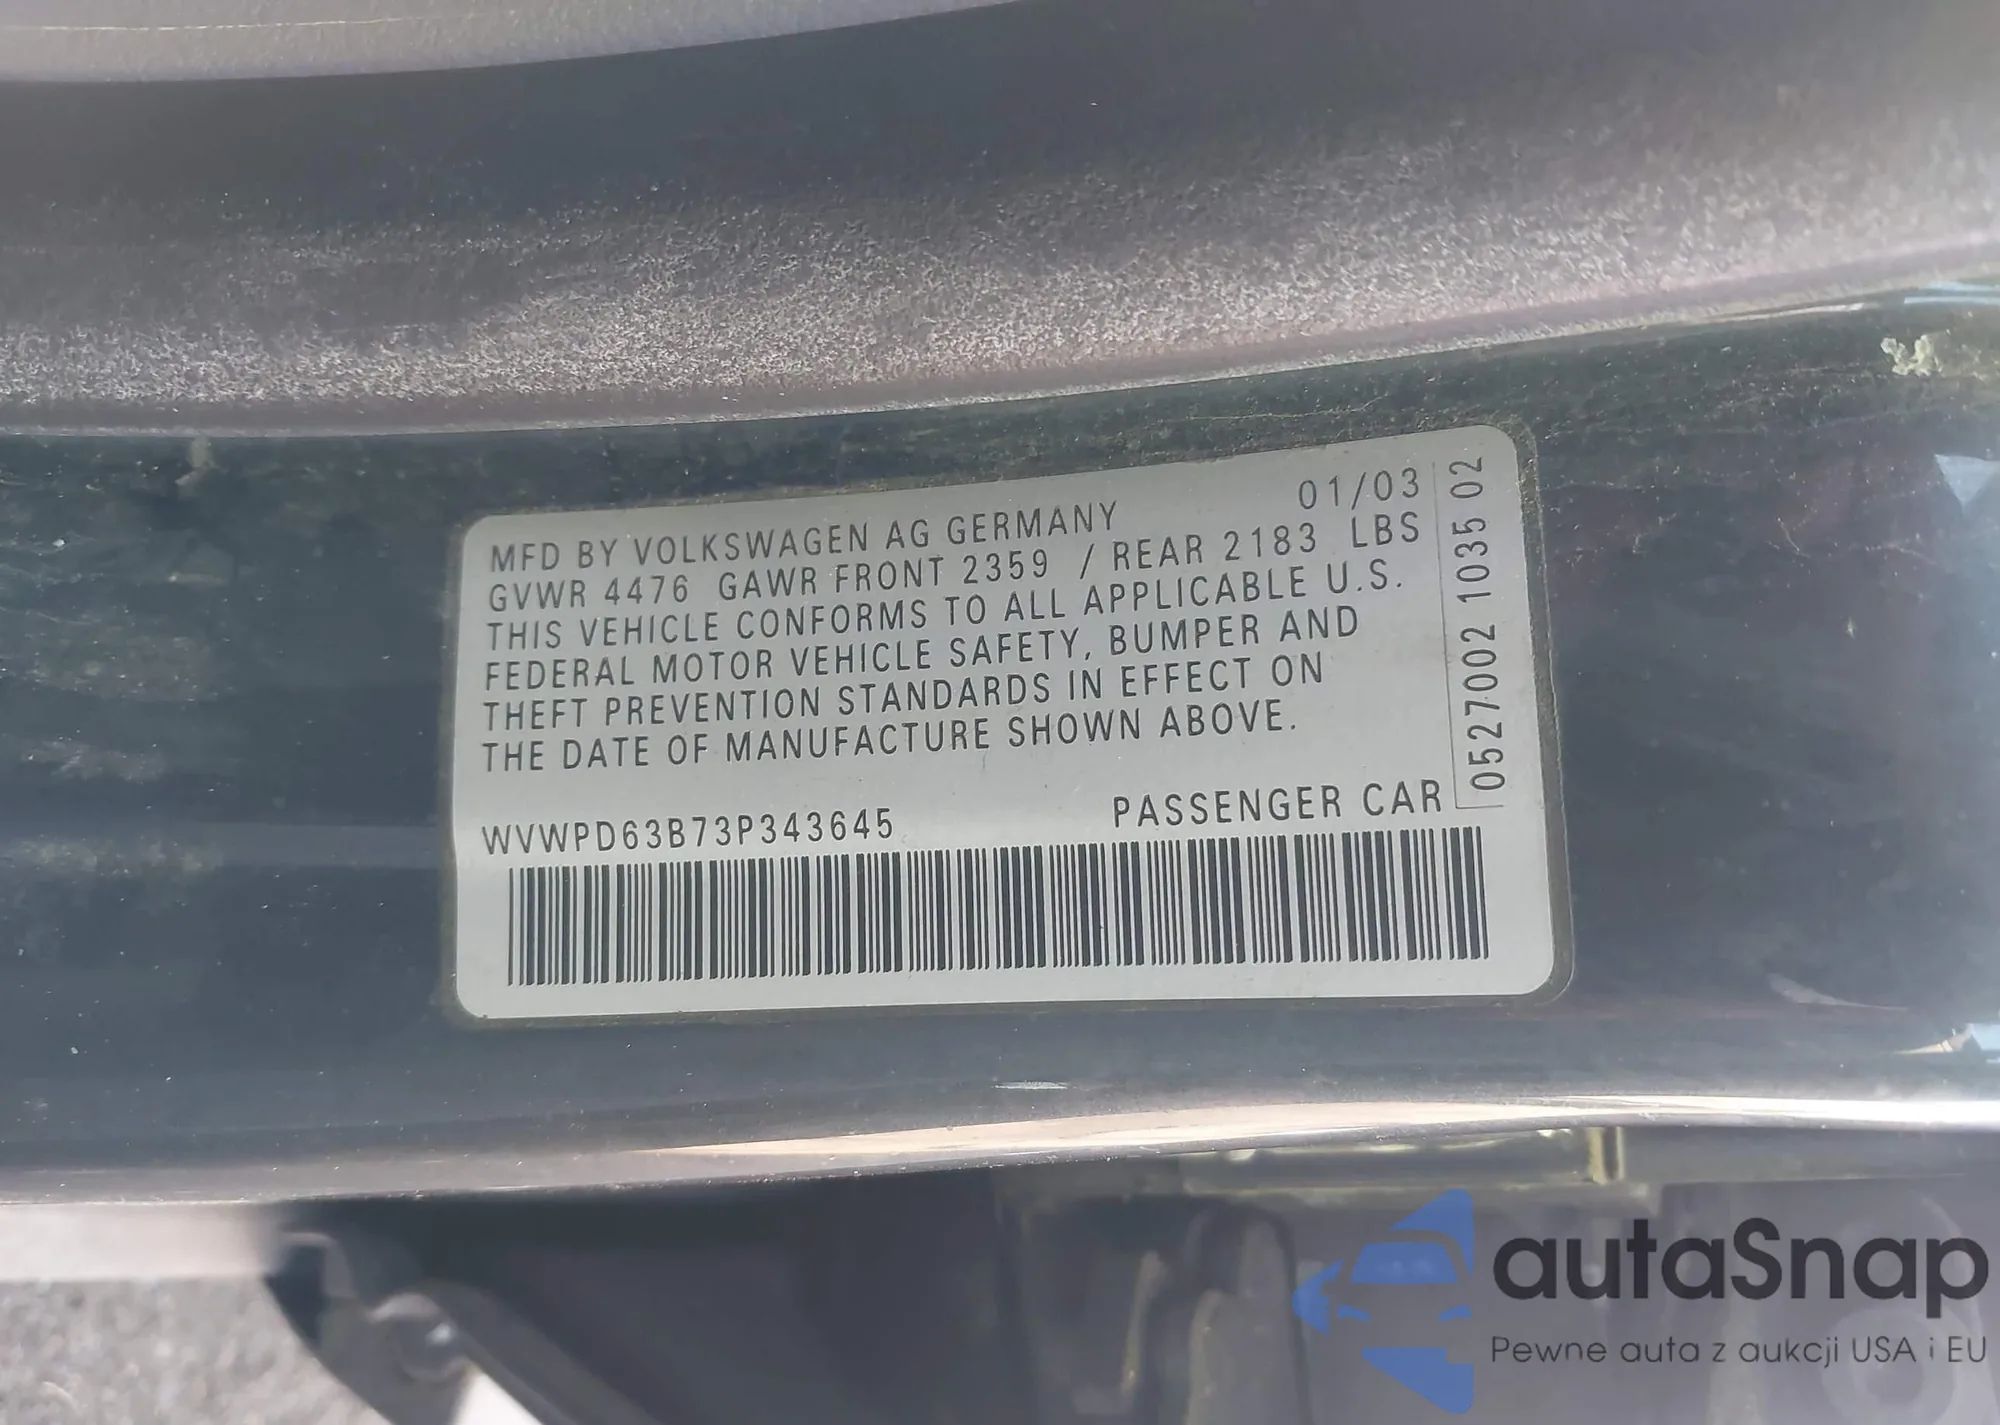 MFD BY VOLKSWAGEN AG GERMANY 01/03
GVWR 4476 GAWR FRONT 2359 / REAR 2183 LBS
THIS VEHICLE CONFORMS TO ALL APPLICABLE U.S.
FEDERAL MOTOR VEHICLE SAFETY, BUMPER AND
THEFT PREVENTION STANDARDS IN EFFECT ON
THE DATE OF MANUFACTURE SHOWN ABOVE.
WVWPD63B73P343645 PASSENGER CAR
0527002 1035 02
autaSnap
Pewne auta z aukcji USA i EU